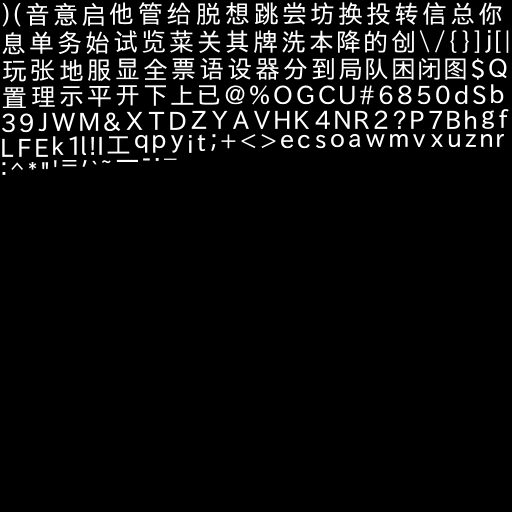 )(音意启他管给脱想跳尝坊换投转信总你
息单务始试览菜关其牌洗本降的创\/{}]j[|
玩张地服显全票语设器分到局队困闭图$Q
置理示平开下上已@%OGCU#6850dSb
39JWM&XTDZYAVHK4NR2?P7Bhgf
LFEk1l!I工qpyit;+<>ecsoawmvxuznr
:^*"'=,`~一-._